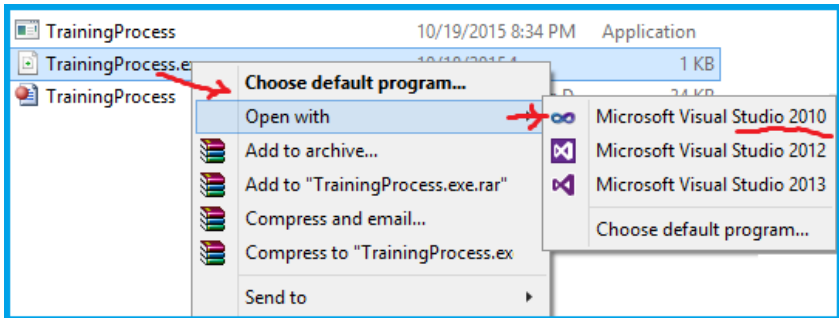 TrainingProcess 10/19/2015 8:34 PM Application
TrainingProcess.e 1 KB
TrainingProcess
Choose default program...
Open with
Microsoft Visual Studio 2010
Add to archive...
Microsoft Visual Studio 2012
Add to "TrainingProcess.exe.rar"
Microsoft Visual Studio 2013
Compress and email...
Choose default program...
Compress to "TrainingProcess.ex
Send to